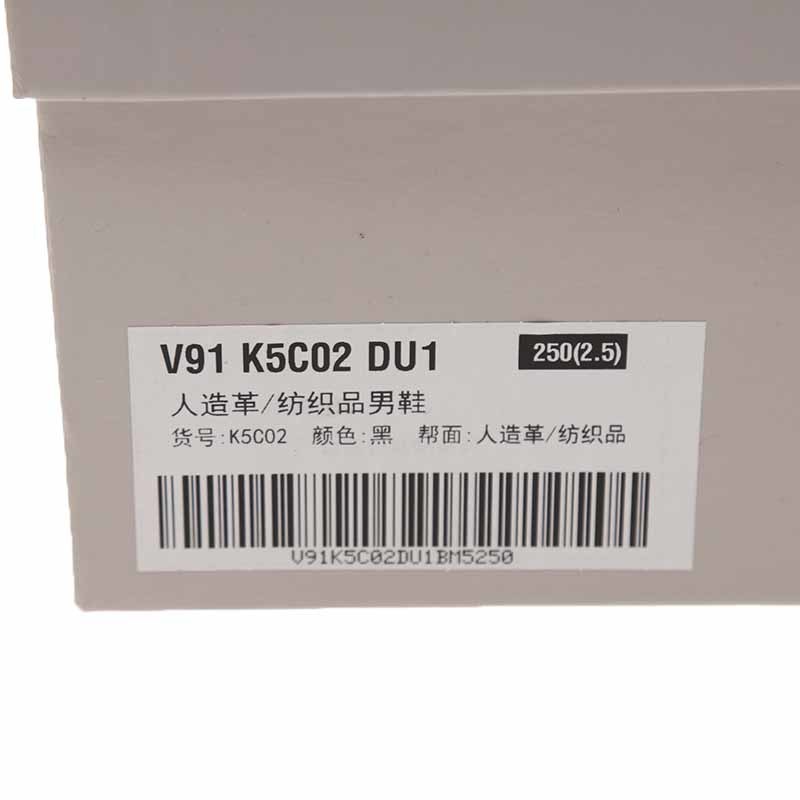 V91 K5C02 DU1 250(2.5)
人造革/纺织品男鞋
货号:K5C02 颜色:黑 帮面:人造革/纺织品
V91K5C02DU1BM5250